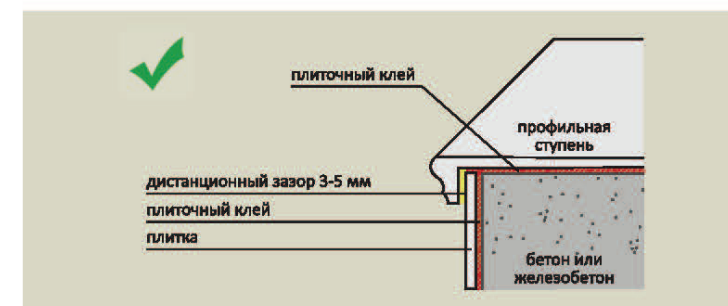 плиточный клей
профильная
ступень
дистанционный зазор 3-5 мм
плиточный клей
плитка
бетон или
железобетон